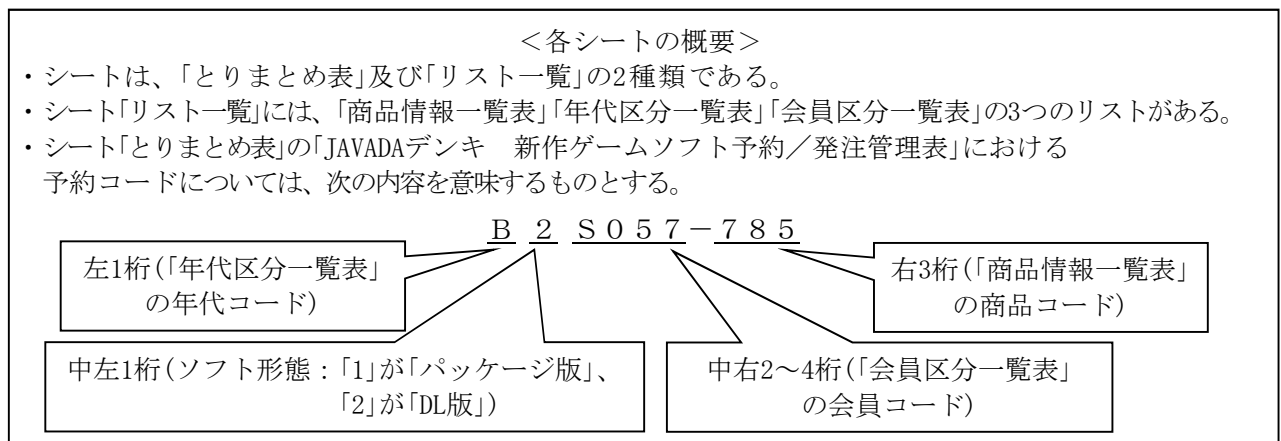 ＜各シートの概要＞
・シートは、「とりまとめ表」及び「リスト一覧」の2種類である。
・シート「リスト一覧」には、「商品情報一覧表」「年代区分一覧表」「会員区分一覧表」の3つのリストがある。
・シート「とりまとめ表」の「JAVADAデンキ　新作ゲームソフト予約／発注管理表」における
予約コードについては、次の内容を意味するものとする。
Ｂ ２ Ｓ０５７－７８５
左1桁(「年代区分一覧表」
の年代コード)
右3桁(「商品情報一覧表」
の商品コード)
中左1桁(ソフト形態：「1」が「パッケージ版」、
「2」が「DL版」)
中右2～4桁(「会員区分一覧表」
の会員コード)